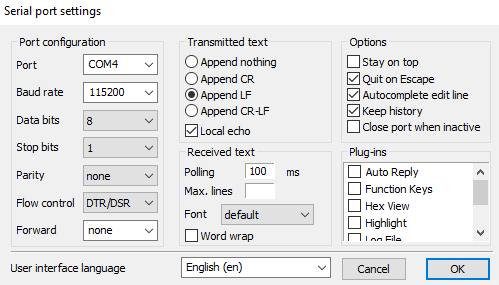 Serial port settings
Port configuration
Port COM4
Baud rate 115200
Data bits 8
Stop bits 1
Parity none
Flow control DTR/DSR
Forward none
Transmitted text
Append nothing
Append CR
Append LF
Append CR-LF
Local echo
Received text
Polling 100 ms
Max. lines
Font default
Word wrap
Options
Stay on top
Quit on Escape
Autocomplete edit line
Keep history
Close port when inactive
Plug-ins
Auto Reply
Function Keys
Hex View
Highlight
Log File
User interface language English (en)
Cancel OK